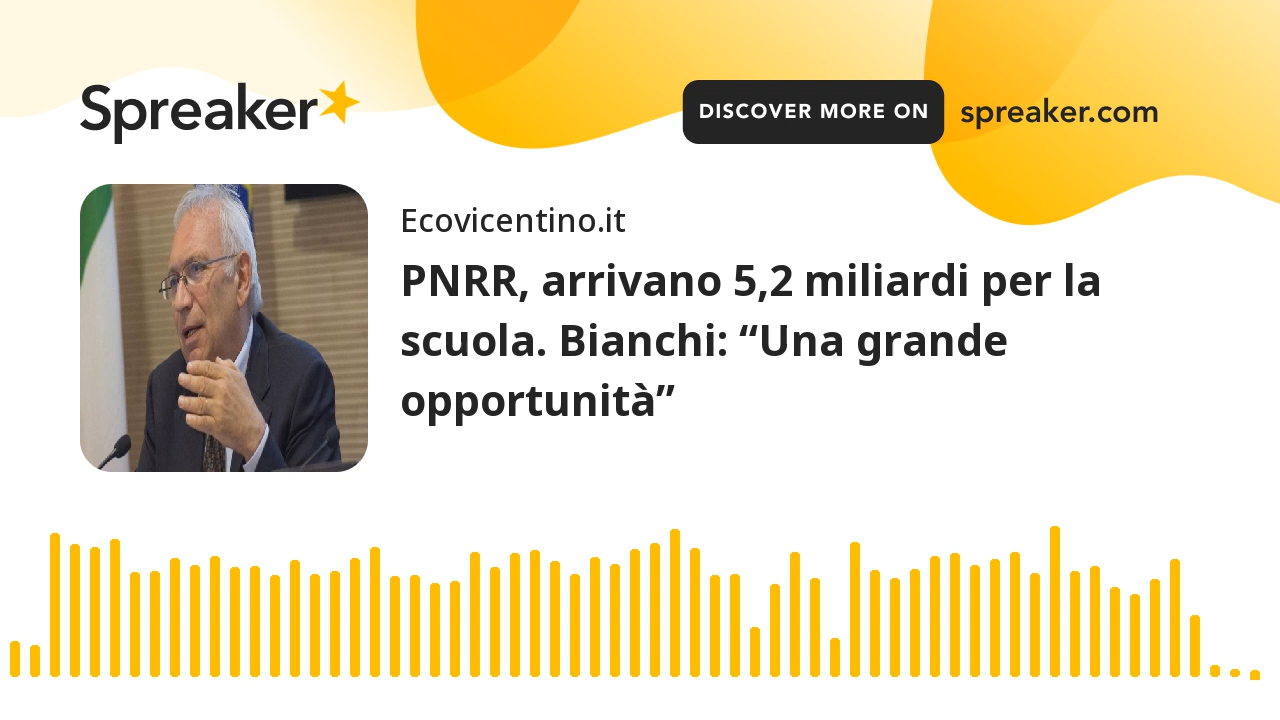 Spreaker
DISCOVER MORE ON
spreaker.com
Ecovicentino.it
PNRR, arrivano 5,2 miliardi per la
scuola. Bianchi: “Una grande
opportunità”